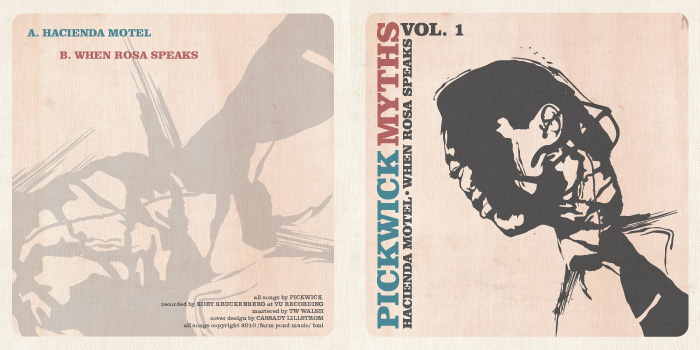 A. HACIENDA MOTEL
B. WHEN ROSA SPEAKS
all songs by PICKWICK
recorded by KORY KRUCKENBERG at VU RECORDING
mastered by TW WALSH
cover design by CASSADY LILLSTROM
all songs copyright 2010 /farm pond music/ bmi
PICKWICK MYTHS
VOL. 1
HACIENDA MOTEL • WHEN ROSA SPEAKS